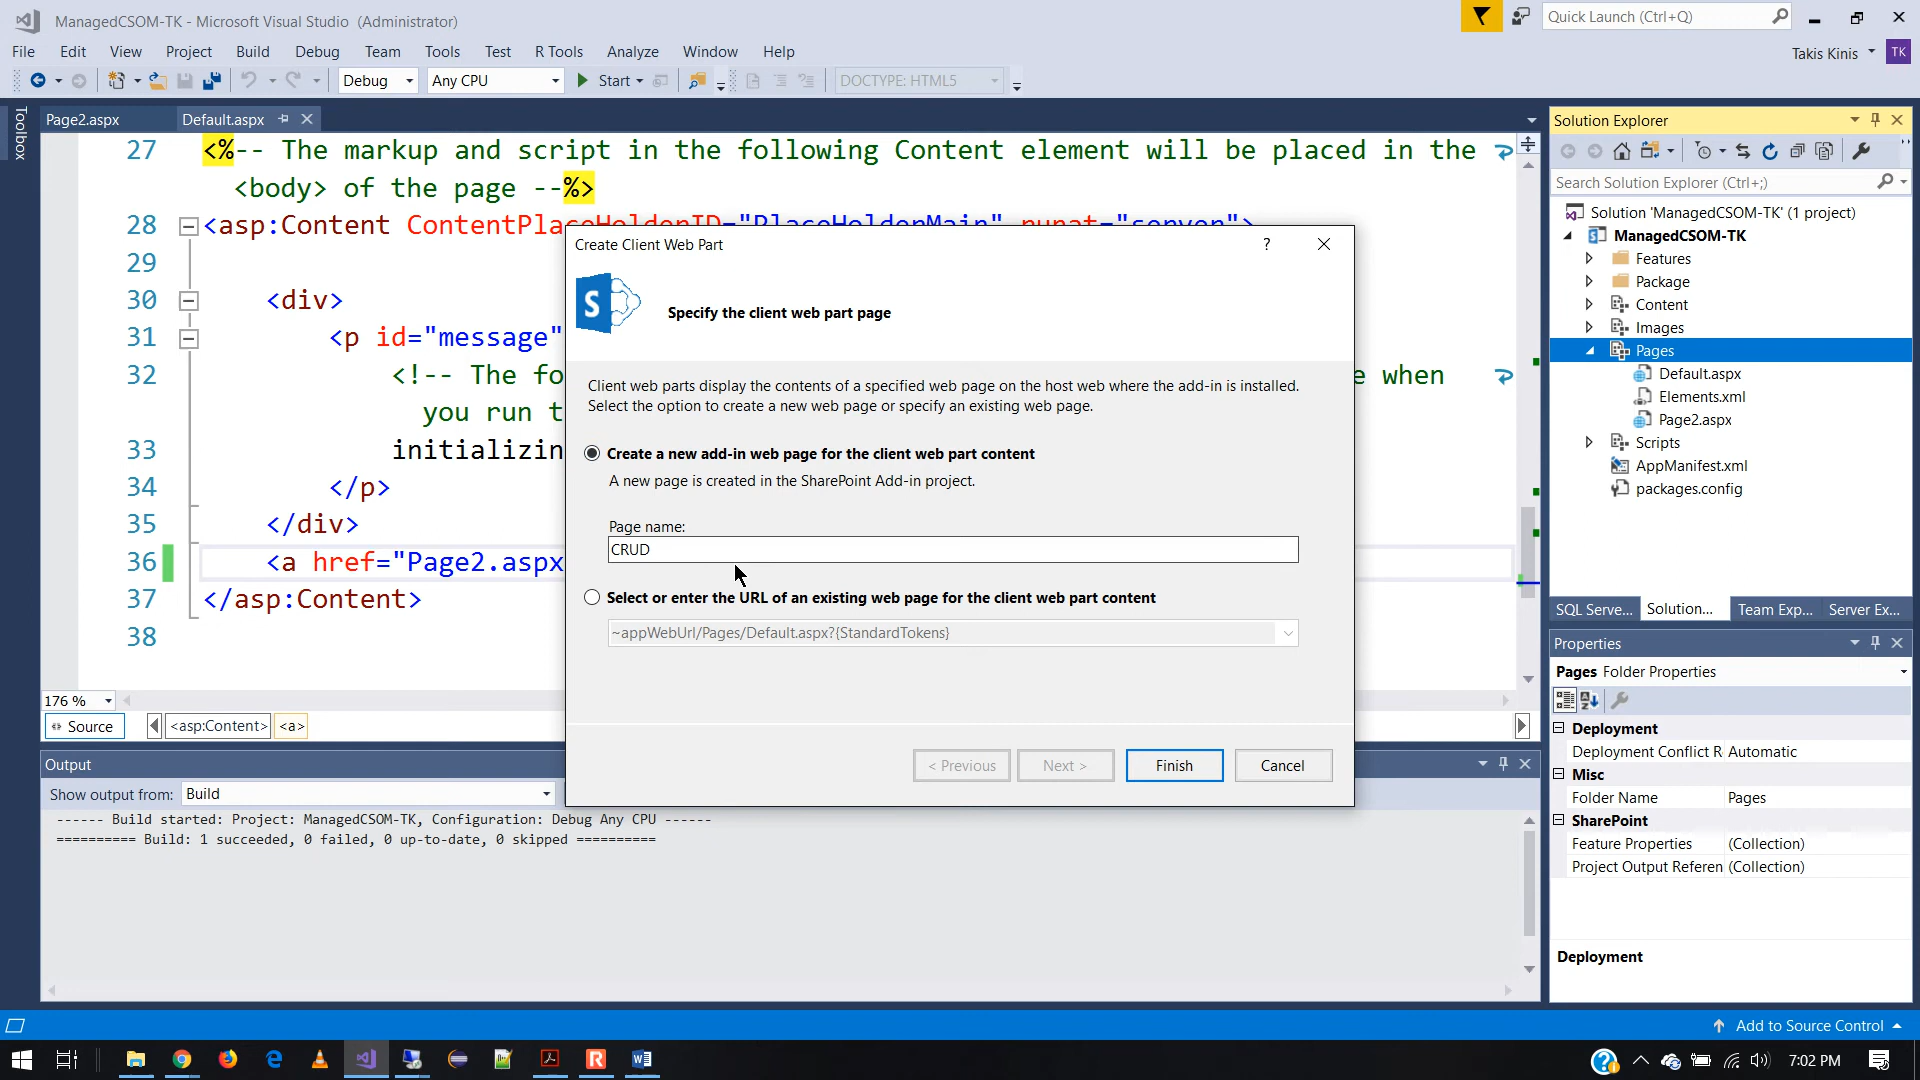 ManagedCSOM-TK - Microsoft Visual Studio (Administrator)
Quick Launch (Ctrl+Q)
File Edit View Project Build Debug Team Tools Test R Tools Analyze Window Help
Takis Kinis TK
Debug Any CPU Start DOCTYPE: HTML5
Toolbox
Page2.aspx Default.aspx
27 <%-- The markup and script in the following Content element will be placed in the
<body> of the page --%>
28 <asp:Content ContentPlaceHolderID="PlaceHolderMain" runat="server">
29
30 <div>
31 <p id="message"
32 <!-- The fo e when
you run t
33 initializin
34 </p>
35 </div>
36 <a href="Page2.aspx
37 </asp:Content>
38
176 %
Source <asp:Content> <a>
Create Client Web Part ?
S
Specify the client web part page
Client web parts display the contents of a specified web page on the host web where the add-in is installed.
Select the option to create a new web page or specify an existing web page.
Create a new add-in web page for the client web part content
A new page is created in the SharePoint Add-in project.
Page name:
CRUD
Select or enter the URL of an existing web page for the client web part content
~appWebUrl/Pages/Default.aspx?{StandardTokens}
< Previous Next > Finish Cancel
Output
Show output from: Build
------ Build started: Project: ManagedCSOM-TK, Configuration: Debug Any CPU ------
========== Build: 1 succeeded, 0 failed, 0 up-to-date, 0 skipped ==========
Solution Explorer
Search Solution Explorer (Ctrl+;)
Solution 'ManagedCSOM-TK' (1 project)
ManagedCSOM-TK
Features
Package
Content
Images
Pages
Default.aspx
Elements.xml
Page2.aspx
Scripts
AppManifest.xml
packages.config
SQL Serve... Solution... Team Exp... Server Ex...
Properties
Pages Folder Properties
Deployment
Deployment Conflict R Automatic
Misc
Folder Name Pages
SharePoint
Feature Properties (Collection)
Project Output Referen (Collection)
Deployment
Add to Source Control
7:02 PM